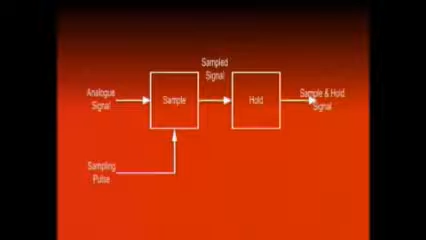 Sampled
Signal
Analogue
Signal
Sample
Hold
Sample & Hold
Signal
Sampling
Pulse